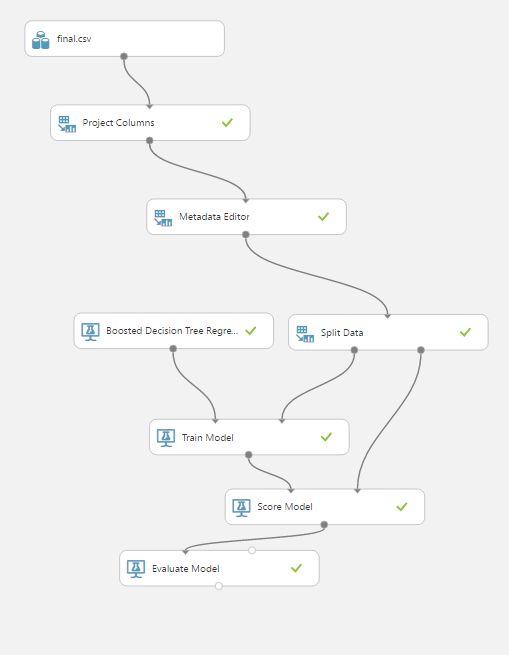 final.csv
Project Columns
Metadata Editor
Boosted Decision Tree Regre...
Split Data
Train Model
Score Model
Evaluate Model